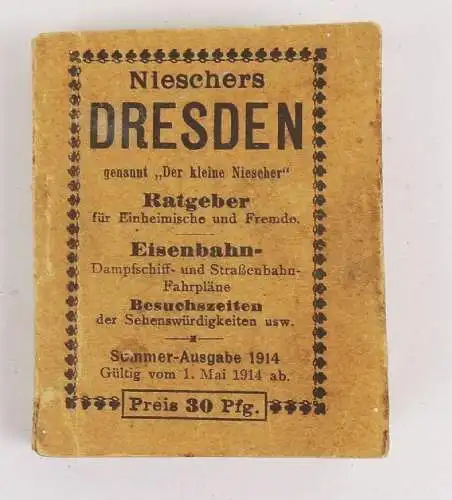 Nieschers
DRESDEN
genannt „Der kleine Niescher“
Ratgeber
für Einheimische und Fremde.
Eisenbahn-
Dampfschiff- und Straßenbahn-
Fahrpläne
Besuchszeiten
der Sehenswürdigkeiten usw.
Sommer-Ausgabe 1914
Gültig vom 1. Mai 1914 ab.
Preis 30 Pfg.